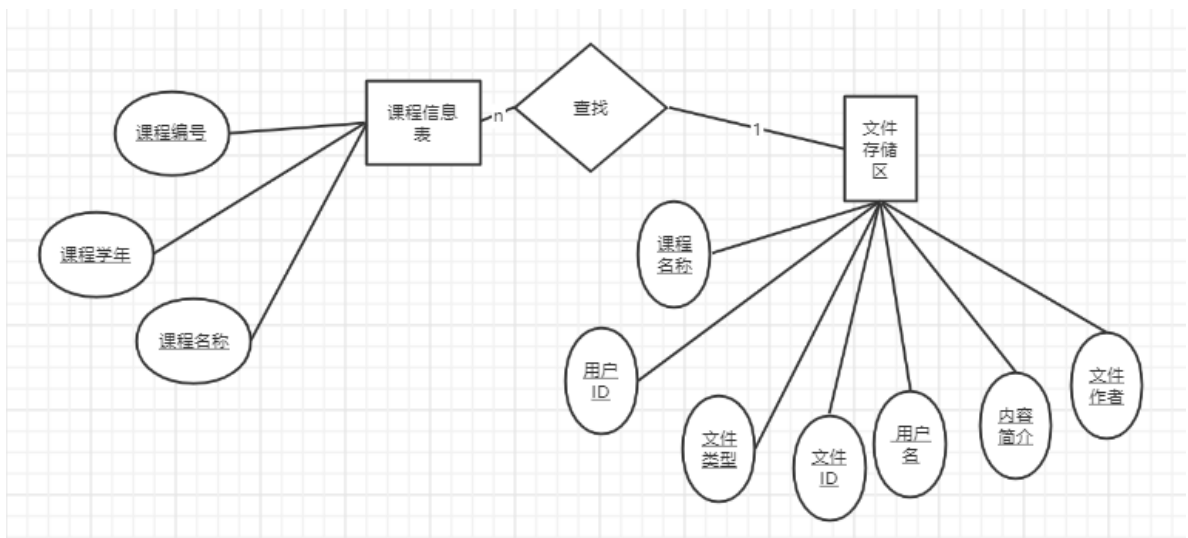 课程信息
表
n
查找
1
文件
存储
区
课程编号
课程学年
课程名称
课程
名称
用户
ID
文件
类型
文件
ID
用户
名
内容
简介
文件
作者